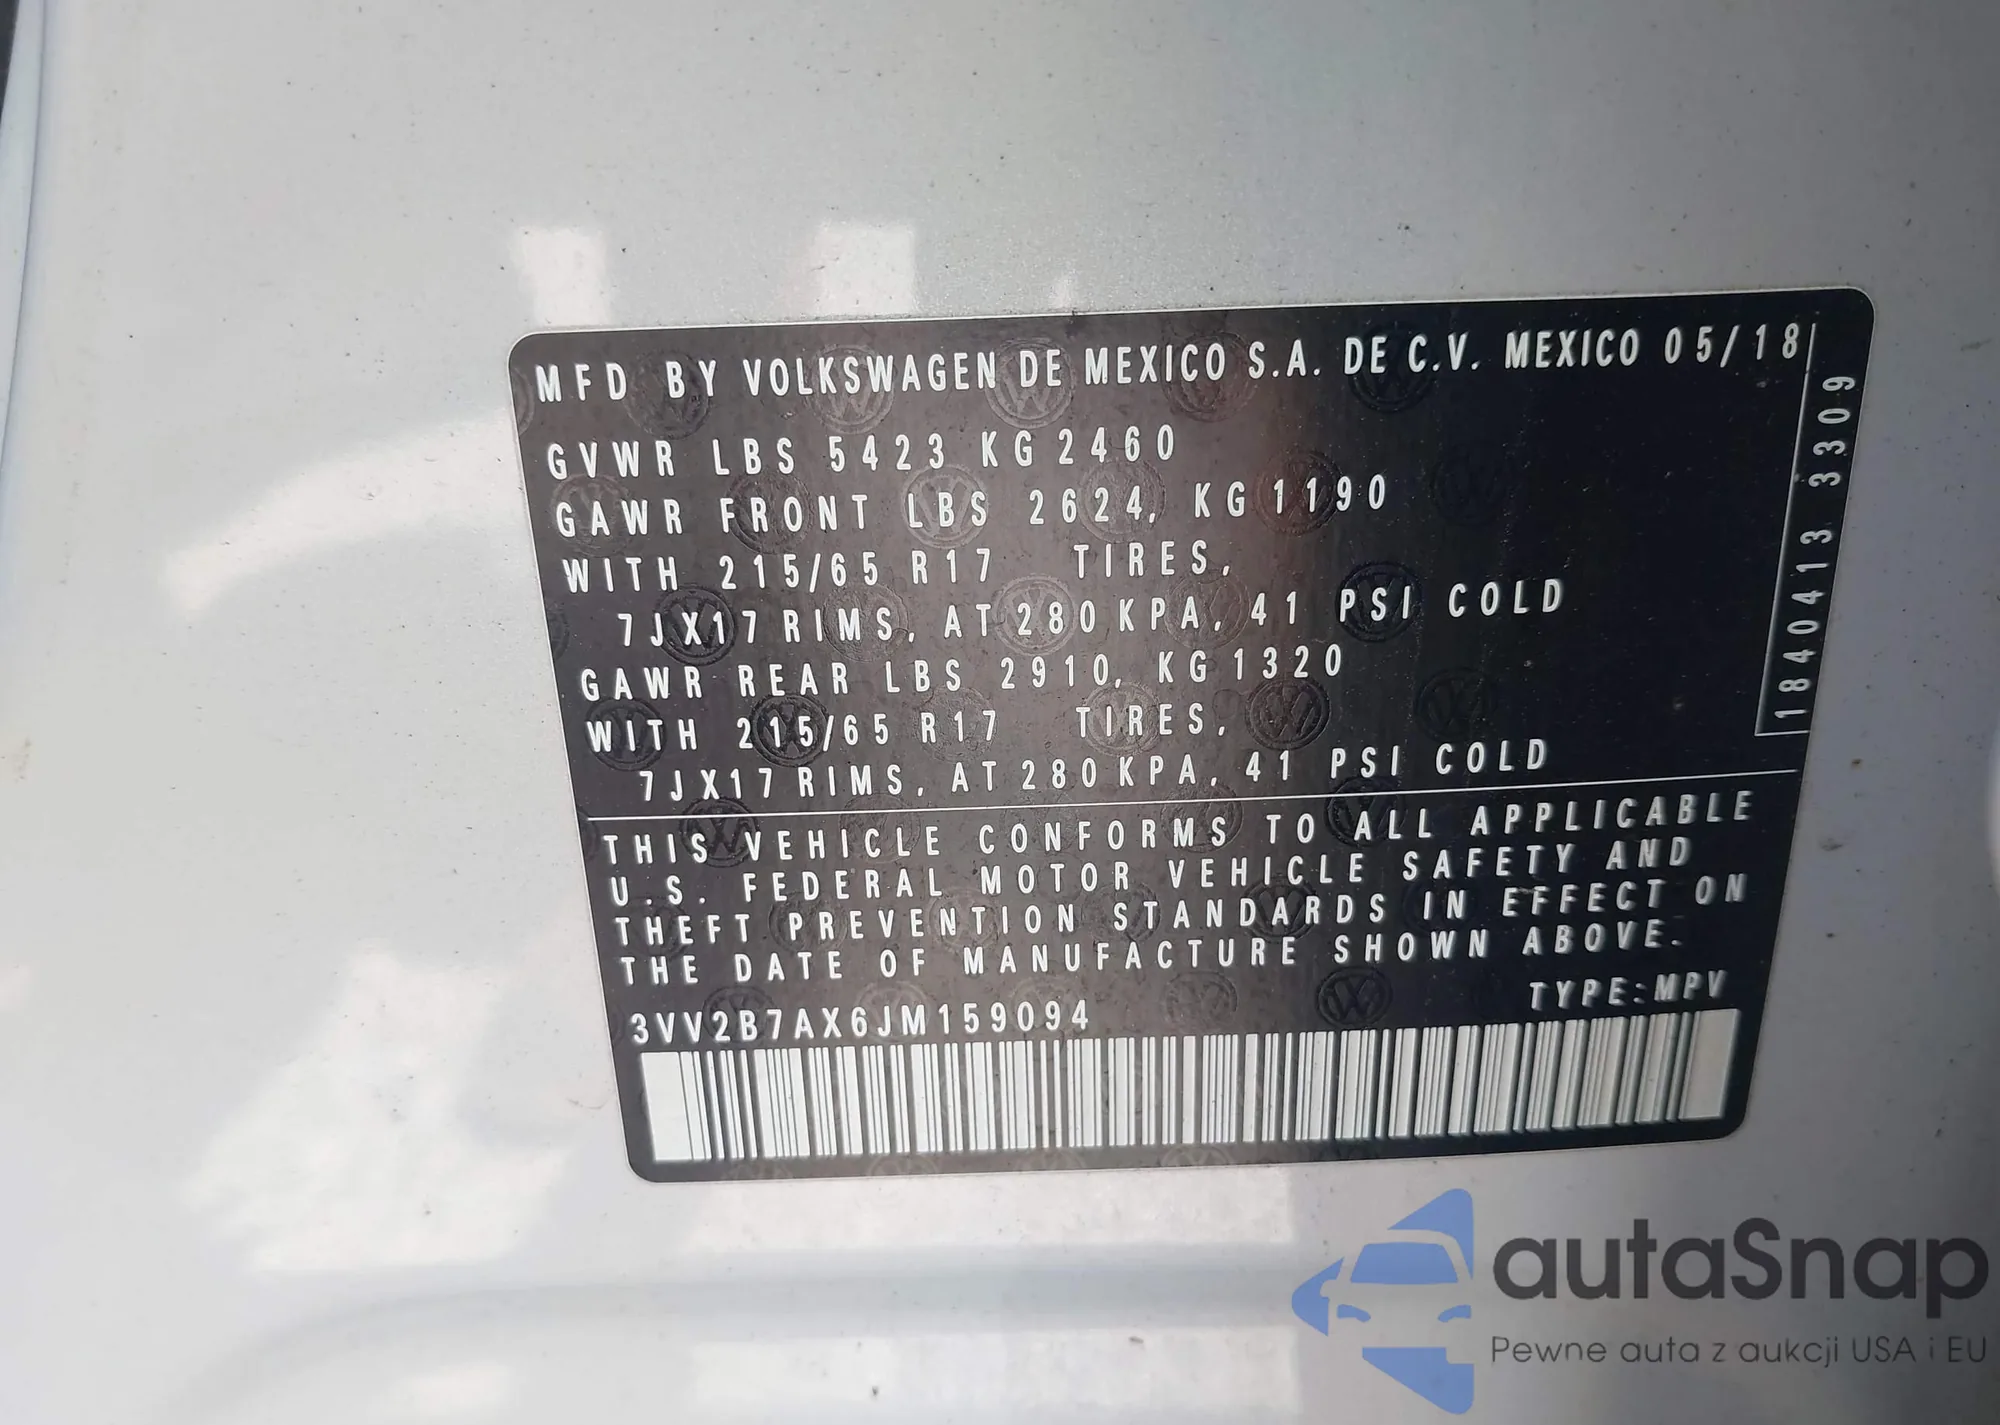 MFD BY VOLKSWAGEN DE MEXICO S.A. DE C.V. MEXICO 05/18
GVWR LBS 5423 KG 2460
GAWR FRONT LBS 2624, KG 1190
WITH 215/65 R17 TIRES,
7JX17 RIMS, AT 280 KPA, 41 PSI COLD
GAWR REAR LBS 2910, KG 1320
WITH 215/65 R17 TIRES,
7JX17 RIMS, AT 280 KPA, 41 PSI COLD
1840413 3309
THIS VEHICLE CONFORMS TO ALL APPLICABLE
U.S. FEDERAL MOTOR VEHICLE SAFETY AND
THEFT PREVENTION STANDARDS IN EFFECT ON
THE DATE OF MANUFACTURE SHOWN ABOVE.
3VV2B7AX6JM159094 TYPE: MPV
autaSnap
Pewne auta z aukcji USA i EU